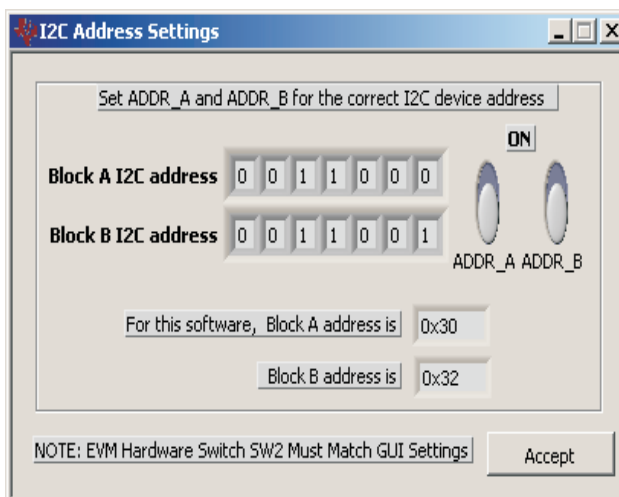 I2C Address Settings
Set ADDR_A and ADDR_B for the correct I2C device address
ON
Block A I2C address 0 0 1 1 0 0 0
Block B I2C address 0 0 1 1 0 0 1
ADDR_A ADDR_B
For this software, Block A address is 0x30
Block B address is 0x32
NOTE: EVM Hardware Switch SW2 Must Match GUI Settings
Accept